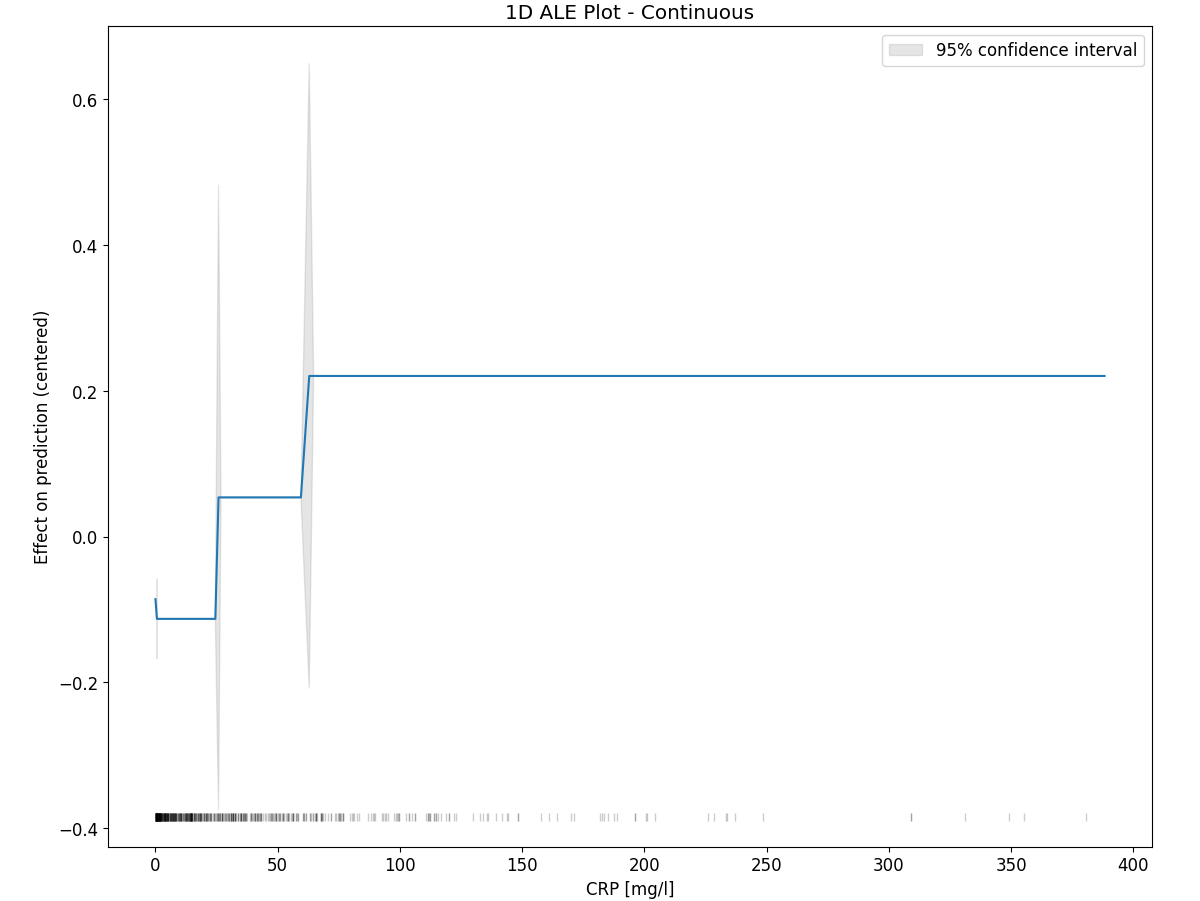 1D ALE Plot - Continuous
95% confidence interval
Effect on prediction (centered)
0.6
0.4
0.2
0.0
−0.2
−0.4
0 50 100 150 200 250 300 350 400
CRP [mg/l]